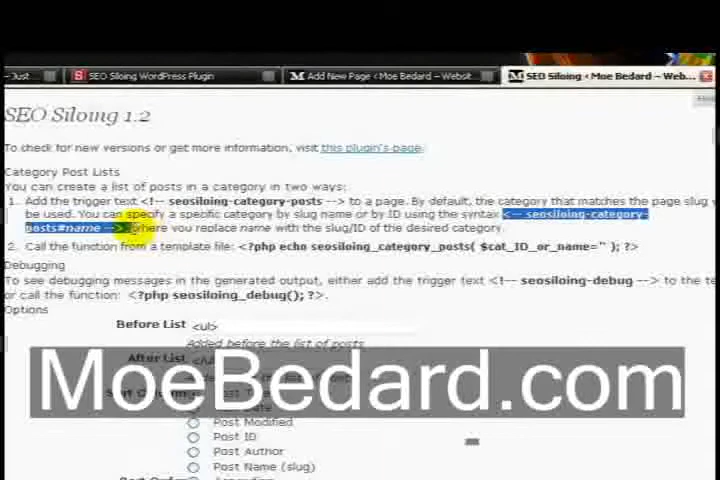 - Just ...
SEO Siloing WordPress Plugin
Add New Page < Moe Bedard - Websit...
SEO Siloing < Moe Bedard - Web...
SEO Siloing 1.2
To check for new versions or get more information, visit this plugin's page.
Category Post Lists
You can create a list of posts in a category in two ways:
1. Add the trigger text <!-- seosiloing-category-posts --> to a page. By default, the category that matches the page slug
be used. You can specify a specific category by slug name or by ID using the syntax <!-- seosiloing-category-
posts#name --> where you replace name with the slug/ID of the desired category.
2. Call the function from a template file: <?php echo seosiloing_category_posts( $cat_ID_or_name='' ); ?>
Debugging
To see debugging messages in the generated output, either add the trigger text <!-- seosiloing-debug --> to the te
or call the function: <?php seosiloing_debug(); ?>.
Options
Before List <ul>
Added before the list of posts
After List
MoeBedard.com
Post Modified
Post ID
Post Author
Post Name (slug)